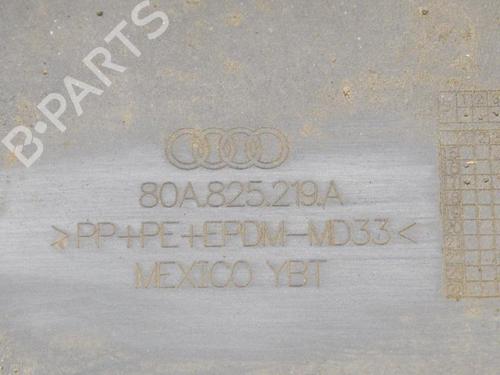 B-PARTS
80A.825.219.A
>PP+PE+EPDM-MD33<
MEXICO YBT